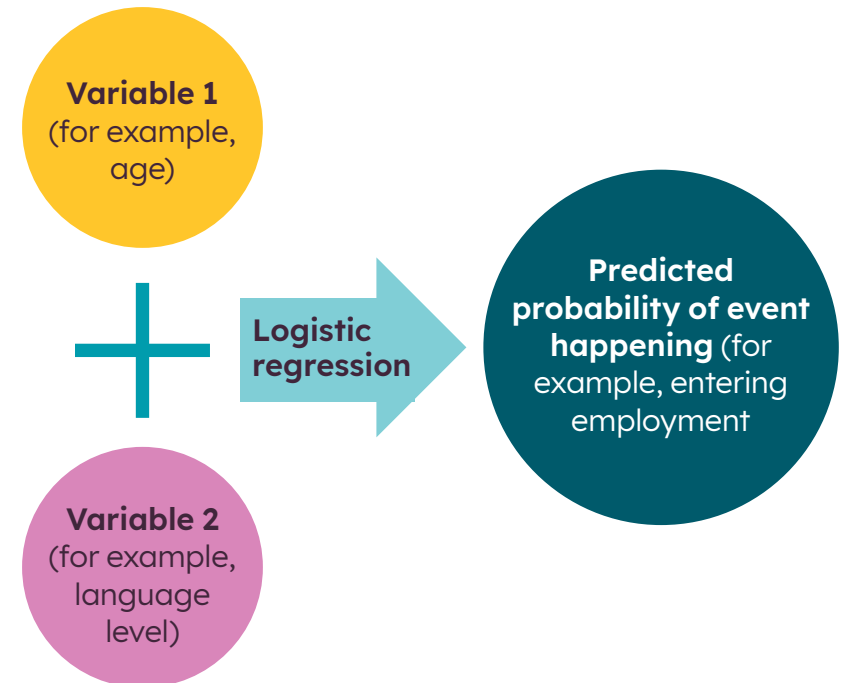 Variable 1
(for example,
age)
Logistic
regression
Predicted
probability of event
happening (for
example, entering
employment
Variable 2
(for example,
language
level)